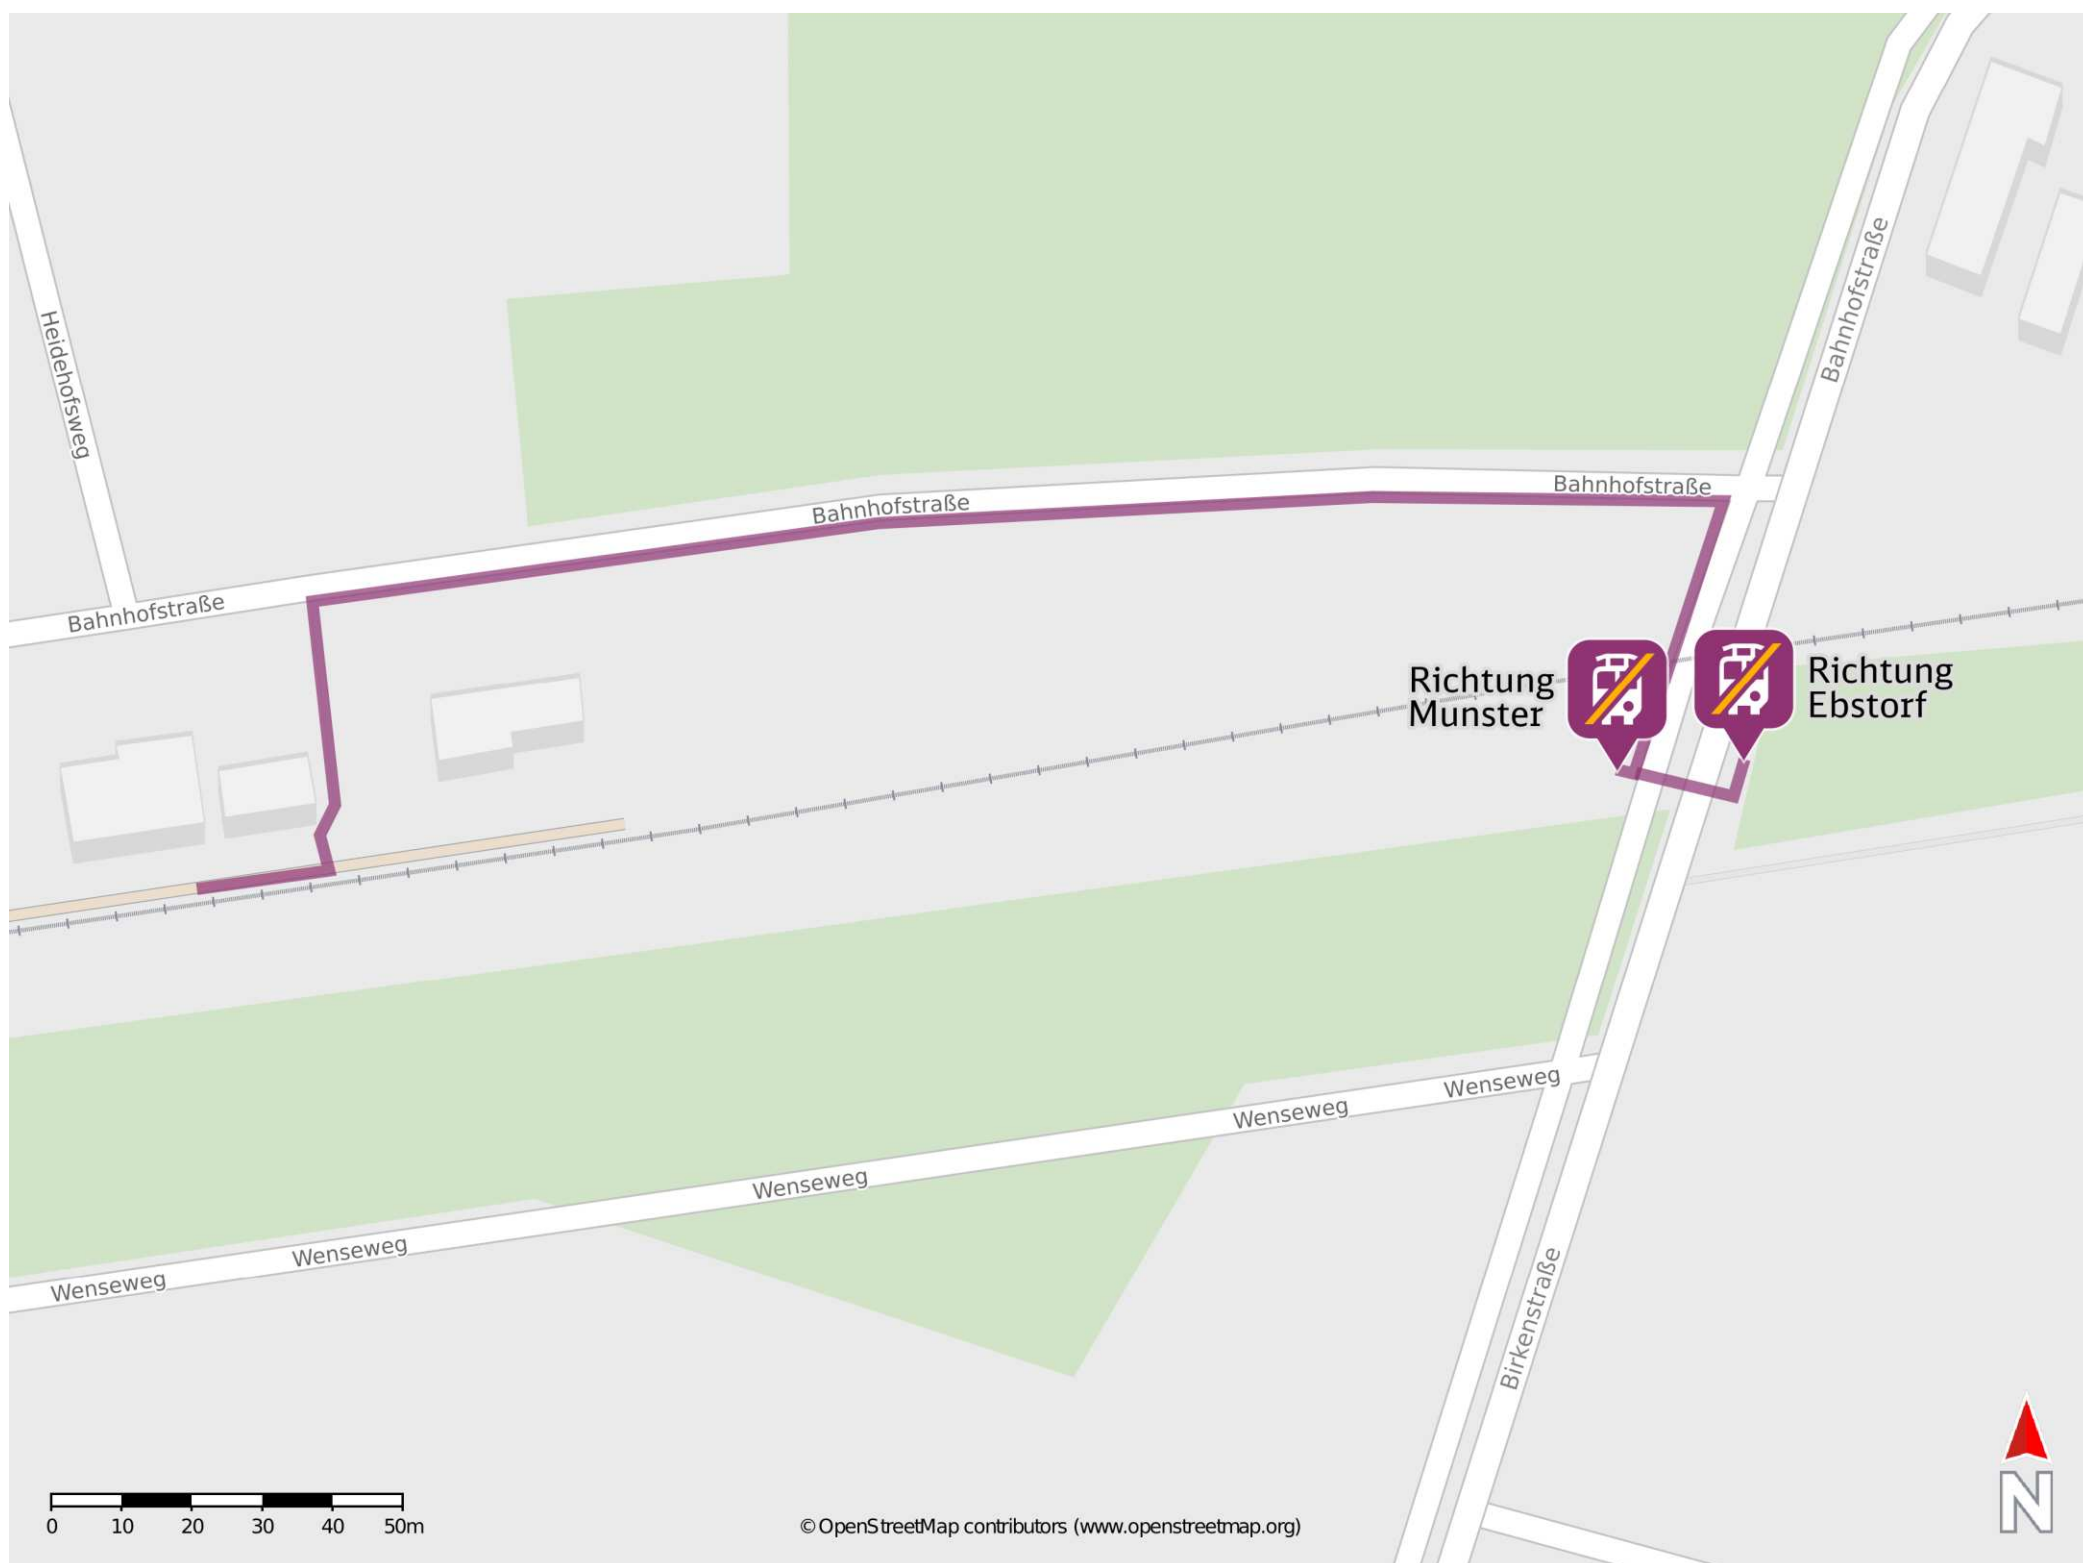 Bahnhofstraße
Heidehofsweg
Bahnhofstraße
Bahnhofstraße
Bahnhofstraße
Richtung
Munster
Richtung
Ebstorf
Wenseweg
Wenseweg
Wenseweg
Wenseweg
Wenseweg
Birkenstraße
0 10 20 30 40 50m
© OpenStreetMap contributors (www.openstreetmap.org)
N